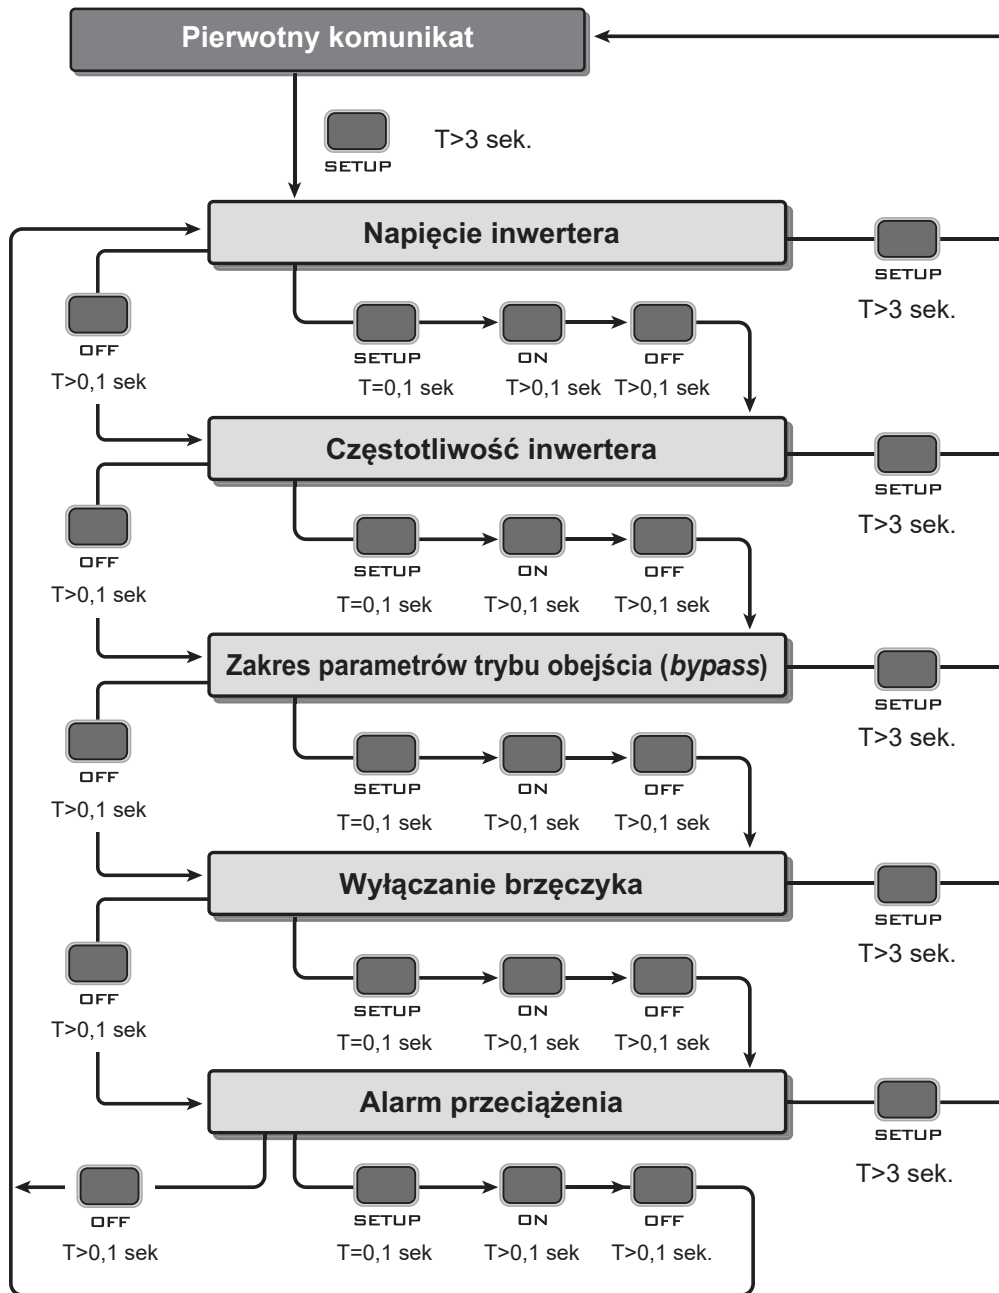 Pierwotny komunikat
T>3 sek.
SETUP
Napięcie inwertera
SETUP
T>3 sek.
OFF
T>0,1 sek
SETUP
ON
OFF
T=0,1 sek
T>0,1 sek
T>0,1 sek
Częstotliwość inwertera
SETUP
T>3 sek.
OFF
T>0,1 sek
SETUP
ON
OFF
T=0,1 sek
T>0,1 sek
T>0,1 sek
Zakres parametrów trybu obejścia (bypass)
SETUP
T>3 sek.
OFF
T>0,1 sek
SETUP
ON
OFF
T=0,1 sek
T>0,1 sek
T>0,1 sek
Wyłączanie brzęczyka
SETUP
T>3 sek.
OFF
T>0,1 sek
SETUP
ON
OFF
T=0,1 sek
T>0,1 sek
T>0,1 sek
Alarm przeciążenia
SETUP
T>3 sek.
OFF
T>0,1 sek
SETUP
ON
OFF
T=0,1 sek
T>0,1 sek
T>0,1 sek.